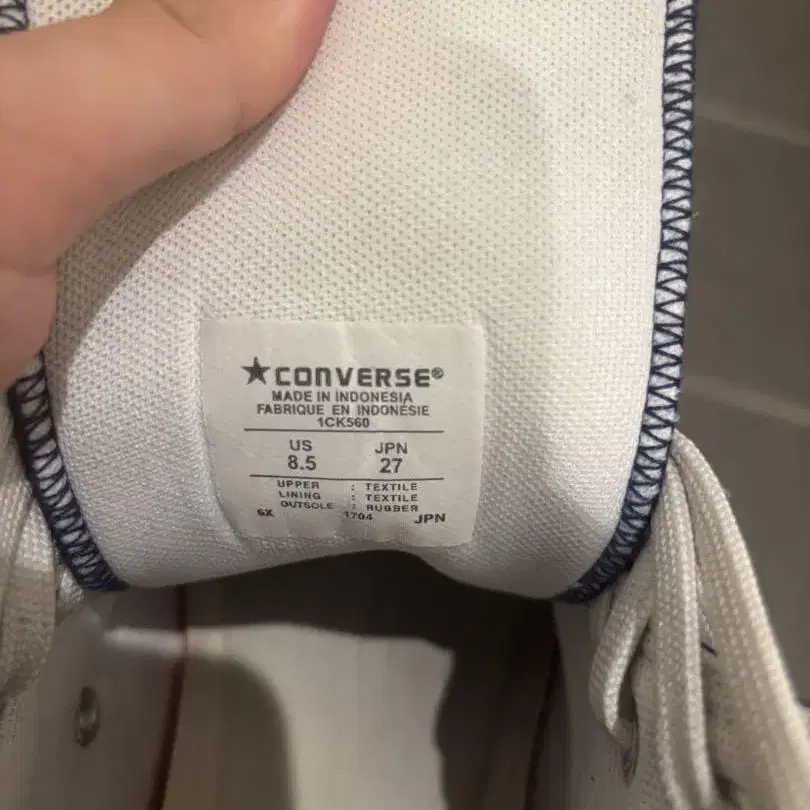 ★CONVERSE®
MADE IN INDONESIA
FABRIQUE EN INDONÉSIE
1CK560
US JPN
8.5 27
UPPER : TEXTILE
LINING : TEXTILE
OUTSOLE : RUBBER
6X 1704 JPN